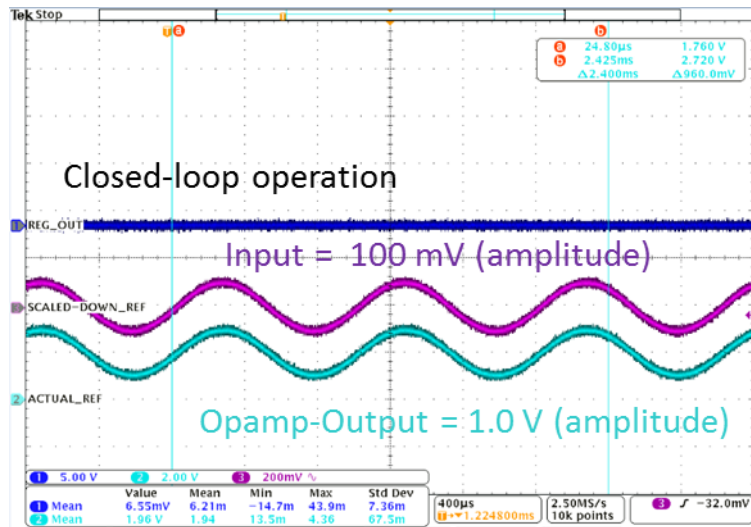 Tek Stop
T a b
a 24.80µs 1.760 V
b 2.425ms 2.720 V
Δ2.400ms Δ960.0mV
Closed-loop operation
1 REG_OUT
Input = 100 mV (amplitude)
3 SCALED-DOWN_REF
2 ACTUAL_REF
Opamp-Output = 1.0 V (amplitude)
1 5.00 V 2 2.00 V 3 200mV ∿
Value Mean Min Max Std Dev
1 Mean 6.55mV 6.21m −14.7m 43.9m 7.36m
2 Mean 1.96 V 1.94 13.5m 4.36 67.5m
400µs 2.50MS/s 3 ∫ −32.0mV
T→▾1.224800ms 10k points